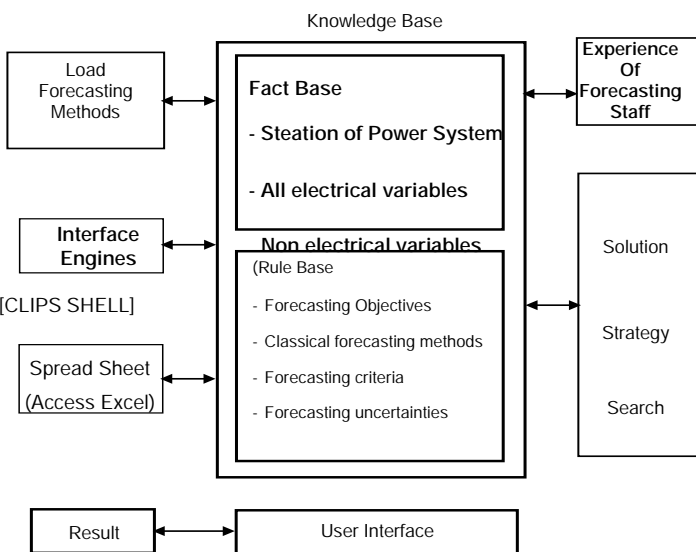 Knowledge Base
Load
Forecasting
Methods
Interface
Engines
[CLIPS SHELL]
Spread Sheet
(Access Excel)
Fact Base
- Steation of Power System
- All electrical variables
Non electrical variables
(Rule Base
- Forecasting Objectives
- Classical forecasting methods
- Forecasting criteria
- Forecasting uncertainties
Experience
Of
Forecasting
Staff
Solution
Strategy
Search
Result
User Interface